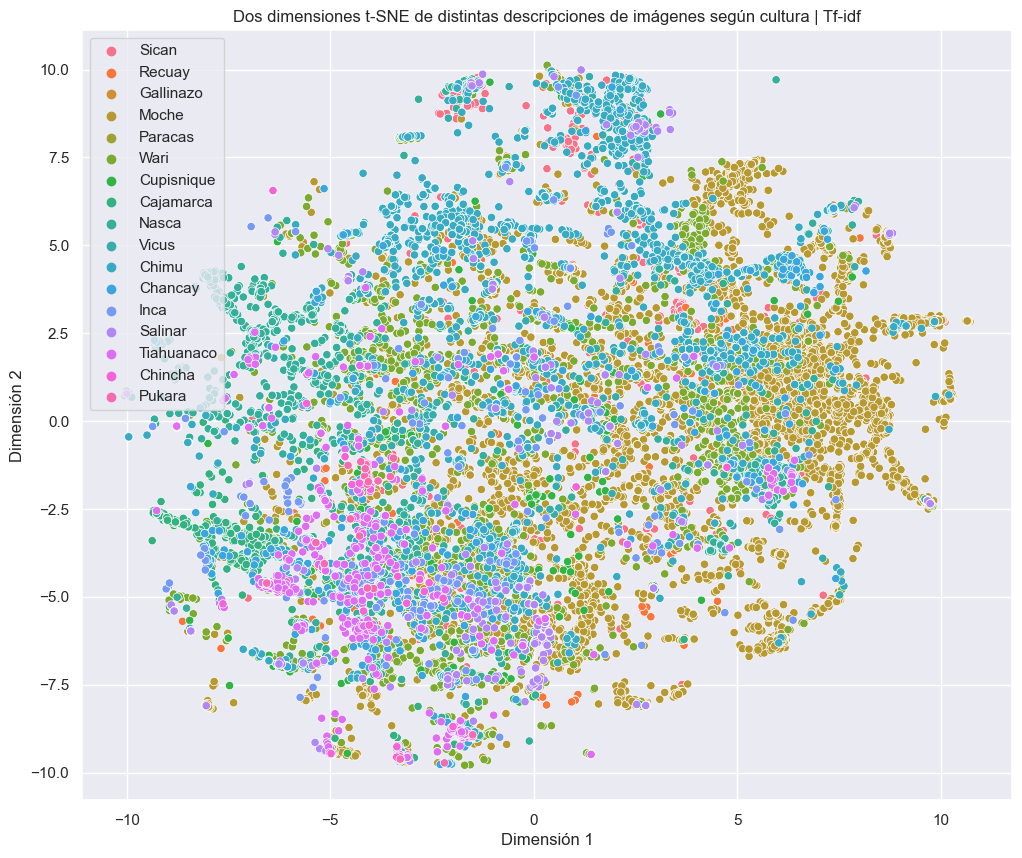 Dos dimensiones t-SNE de distintas descripciones de imágenes según cultura | Tf-idf
Sican
Recuay
Gallinazo
Moche
Paracas
Wari
Cupisnique
Cajamarca
Nasca
Vicus
Chimu
Chancay
Inca
Salinar
Tiahuanaco
Chincha
Pukara
10.0
7.5
5.0
2.5
0.0
−2.5
−5.0
−7.5
−10.0
Dimensión 2
−10
−5
0
5
10
Dimensión 1